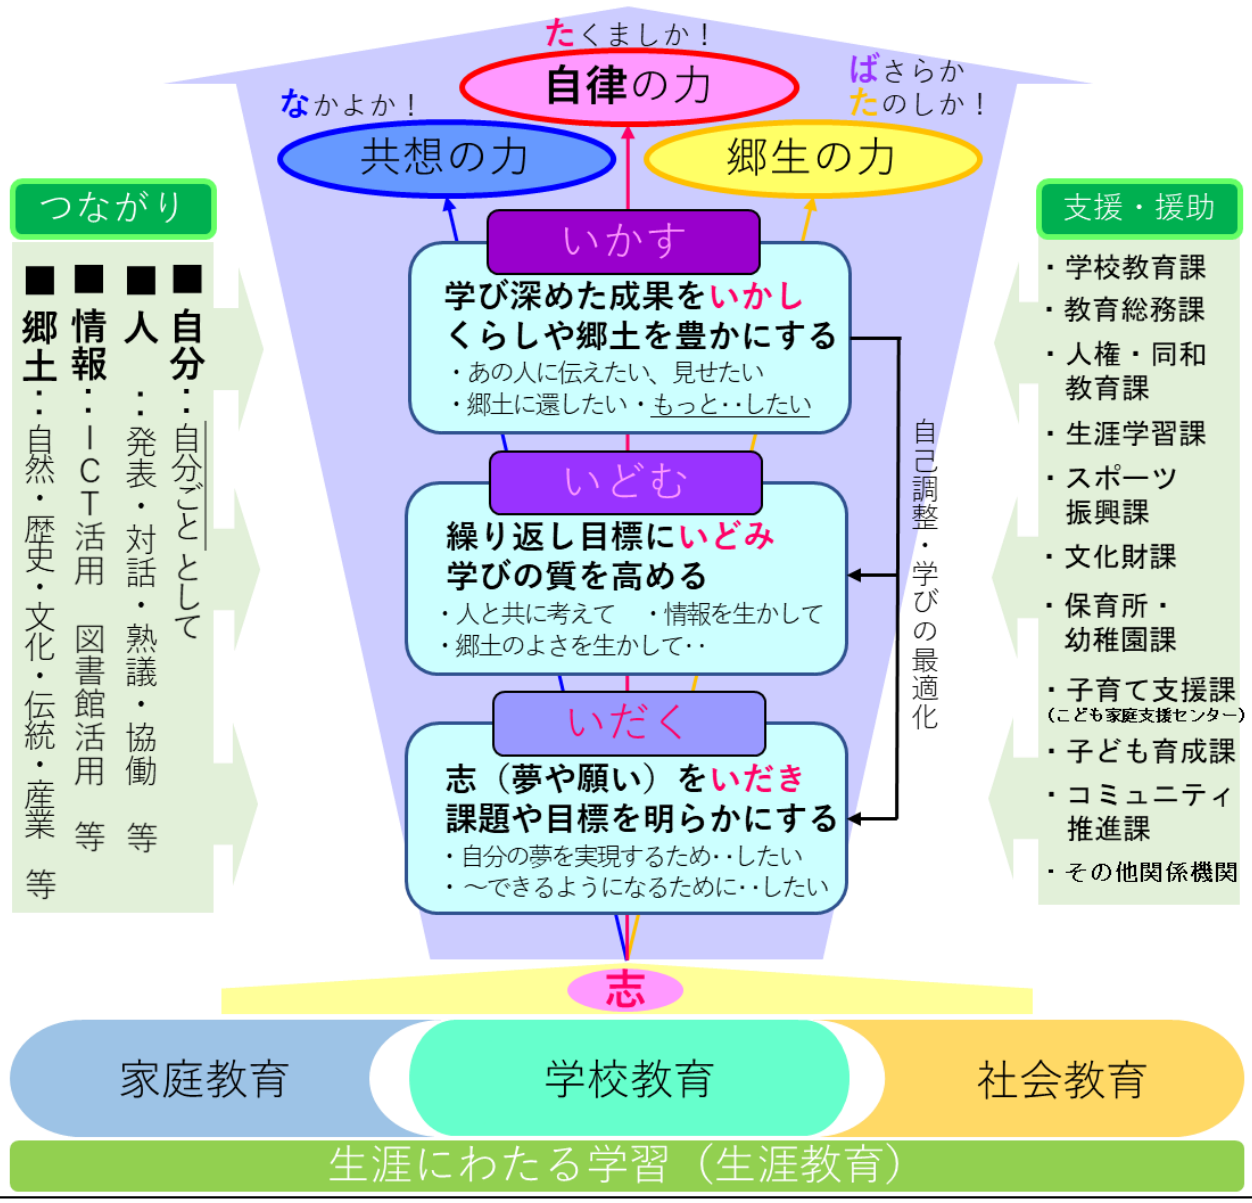 たくましか！
自律の力
なかよか！
共想の力
ばさらか
たのしか！
郷生の力
つながり
■自分‥自分ごととして
■人　‥発表・対話・熟議・協働　等
■情報‥ＩＣＴ活用　図書館活用　等
■郷土‥自然・歴史・文化・伝統・産業　等
いかす
学び深めた成果をいかし
くらしや郷土を豊かにする
・あの人に伝えたい、見せたい
・郷土に還したい・もっと‥したい
いどむ
繰り返し目標にいどみ
学びの質を高める
・人と共に考えて　・情報を生かして
・郷土のよさを生かして‥
いだく
志（夢や願い）をいだき
課題や目標を明らかにする
・自分の夢を実現するため‥したい
・～できるようになるために‥したい
自己調整・学びの最適化
支援・援助
・学校教育課
・教育総務課
・人権・同和
教育課
・生涯学習課
・スポーツ
振興課
・文化財課
・保育所・
幼稚園課
・子育て支援課
（こども家庭支援センター）
・子ども育成課
・コミュニティ
推進課
・その他関係機関
志
家庭教育
学校教育
社会教育
生涯にわたる学習（生涯教育）